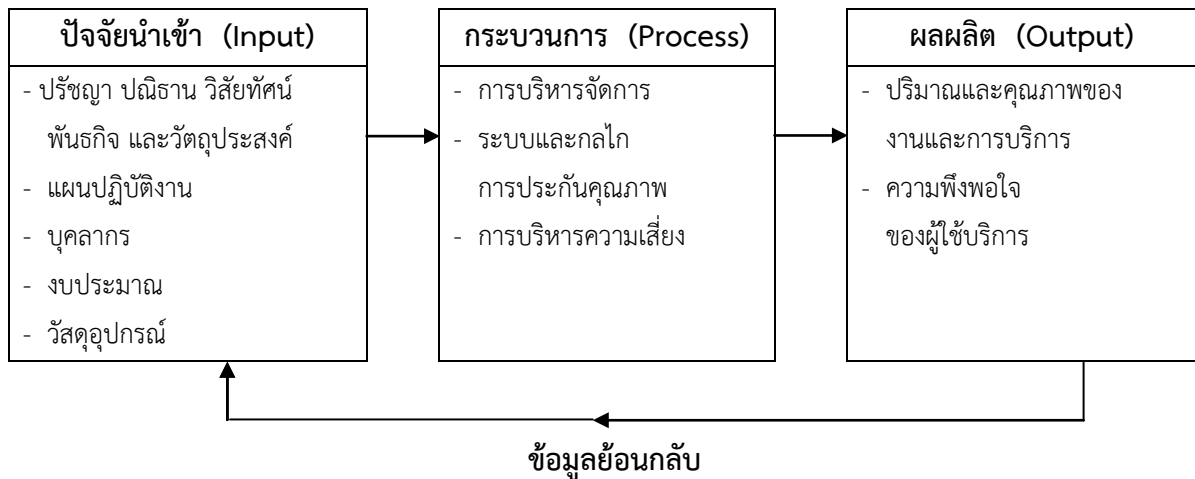 ปัจจัยนำเข้า (Input)
- ปรัชญา ปณิธาน วิสัยทัศน์
พันธกิจ และวัตถุประสงค์
- แผนปฏิบัติงาน
- บุคลากร
- งบประมาณ
- วัสดุอุปกรณ์
กระบวนการ (Process)
- การบริหารจัดการ
- ระบบและกลไก
การประกันคุณภาพ
- การบริหารความเสี่ยง
ผลผลิต (Output)
- ปริมาณและคุณภาพของ
งานและการบริการ
- ความพึงพอใจ
ของผู้ใช้บริการ
ข้อมูลย้อนกลับ